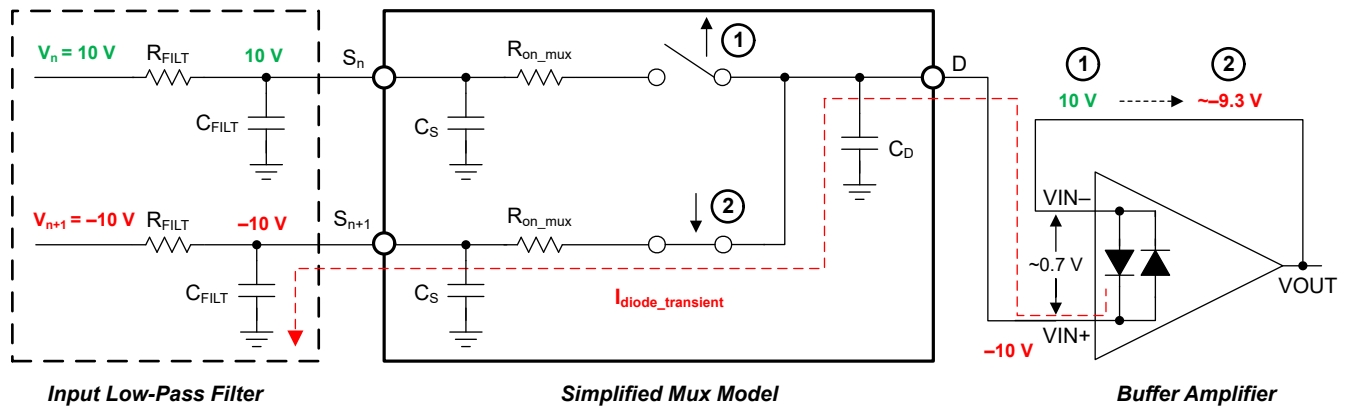 Vn = 10 V
RFILT
10 V
Sn
Ron_mux
1
D
1
2
10 V
~–9.3 V
CFILT
CS
CD
Vn+1 = –10 V
RFILT
–10 V
Sn+1
Ron_mux
2
VIN–
~0.7 V
CFILT
CS
Idiode_transient
VOUT
VIN+
–10 V
Input Low-Pass Filter
Simplified Mux Model
Buffer Amplifier